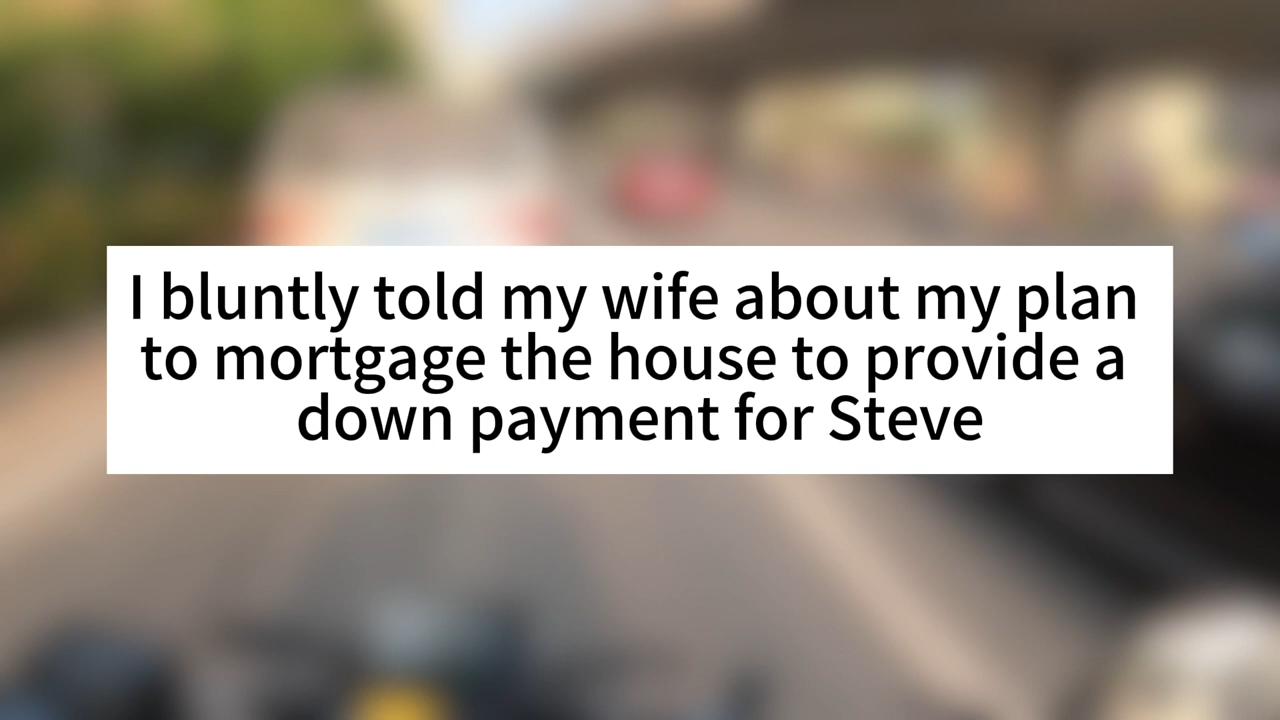 I bluntly told my wife about my plan
to mortgage the house to provide a
down payment for Steve